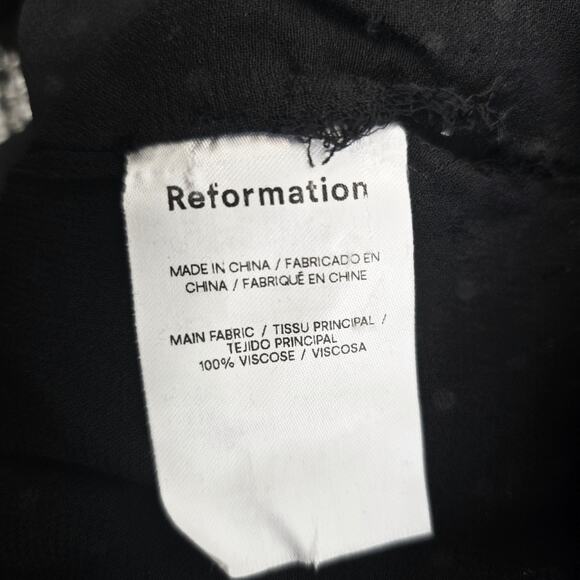 Reformation
MADE IN CHINA / FABRICADO EN
CHINA / FABRIQUÉ EN CHINE
MAIN FABRIC / TISSU PRINCIPAL /
TEJIDO PRINCIPAL
100% VISCOSE / VISCOSA